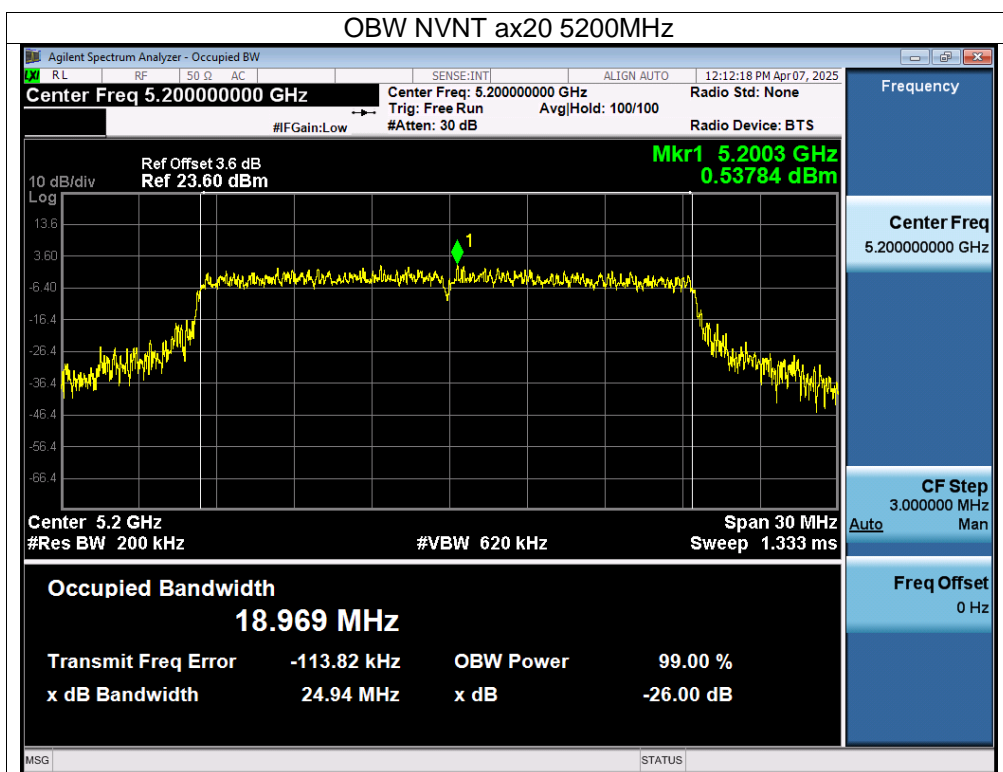 OBW NVNT ax20 5200MHz
Agilent Spectrum Analyzer - Occupied BW
LXI RL RF 50 Ω AC SENSE:INT ALIGN AUTO 12:12:18 PM Apr 07, 2025
Center Freq 5.200000000 GHz Center Freq: 5.200000000 GHz Radio Std: None
Trig: Free Run Avg|Hold: 100/100
#IFGain:Low #Atten: 30 dB Radio Device: BTS
Mkr1 5.2003 GHz
0.53784 dBm
Ref Offset 3.6 dB
10 dB/div Ref 23.60 dBm
Log
13.6
3.60
-6.40
-16.4
-26.4
-36.4
-46.4
-56.4
-66.4
1
Center 5.2 GHz Span 30 MHz
#Res BW 200 kHz #VBW 620 kHz Sweep 1.333 ms
Occupied Bandwidth
18.969 MHz
Transmit Freq Error -113.82 kHz OBW Power 99.00 %
x dB Bandwidth 24.94 MHz x dB -26.00 dB
Frequency
Center Freq
5.200000000 GHz
CF Step
3.000000 MHz
Auto Man
Freq Offset
0 Hz
MSG STATUS